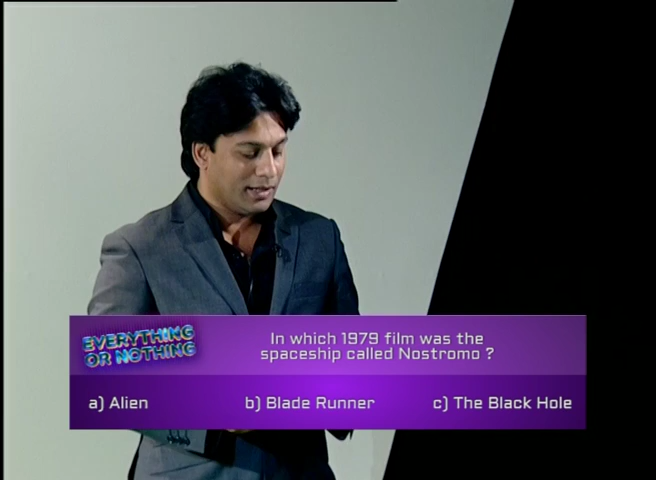 EVERYTHING
OR NOTHING
In which 1979 film was the
spaceship called Nostromo ?
a) Alien
b) Blade Runner
c) The Black Hole